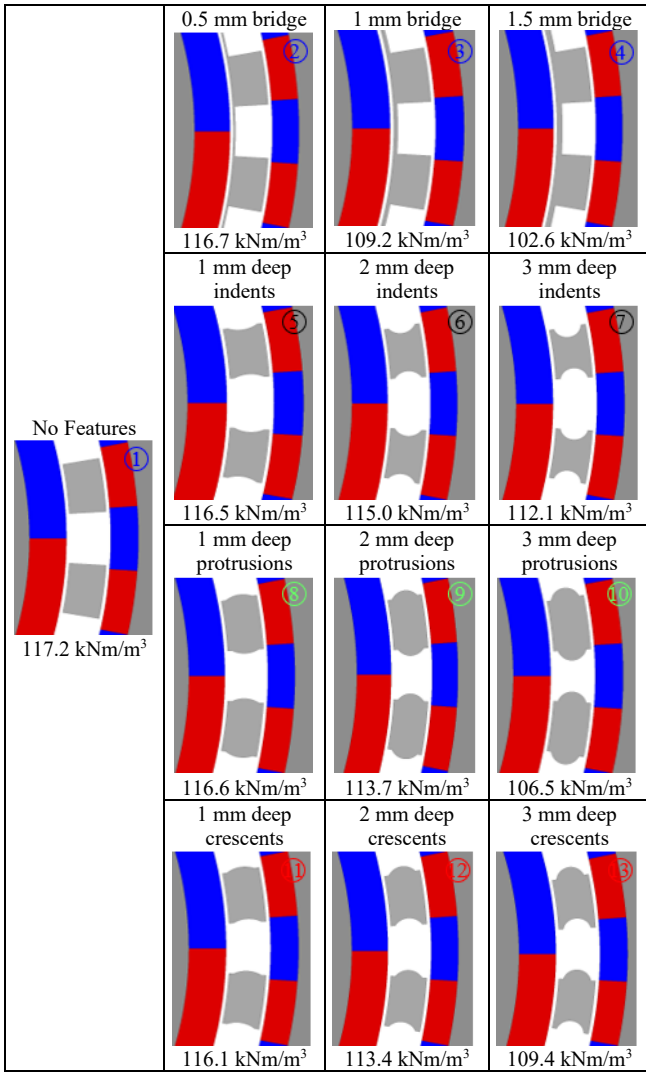 0.5 mm bridge
1 mm bridge
1.5 mm bridge
②
③
④
116.7 kNm/m³
109.2 kNm/m³
102.6 kNm/m³
1 mm deep
indents
2 mm deep
indents
3 mm deep
indents
⑤
⑥
⑦
116.5 kNm/m³
115.0 kNm/m³
112.1 kNm/m³
No Features
①
117.2 kNm/m³
1 mm deep
protrusions
2 mm deep
protrusions
3 mm deep
protrusions
⑧
⑨
⑩
116.6 kNm/m³
113.7 kNm/m³
106.5 kNm/m³
1 mm deep
crescents
2 mm deep
crescents
3 mm deep
crescents
⑪
⑫
⑬
116.1 kNm/m³
113.4 kNm/m³
109.4 kNm/m³